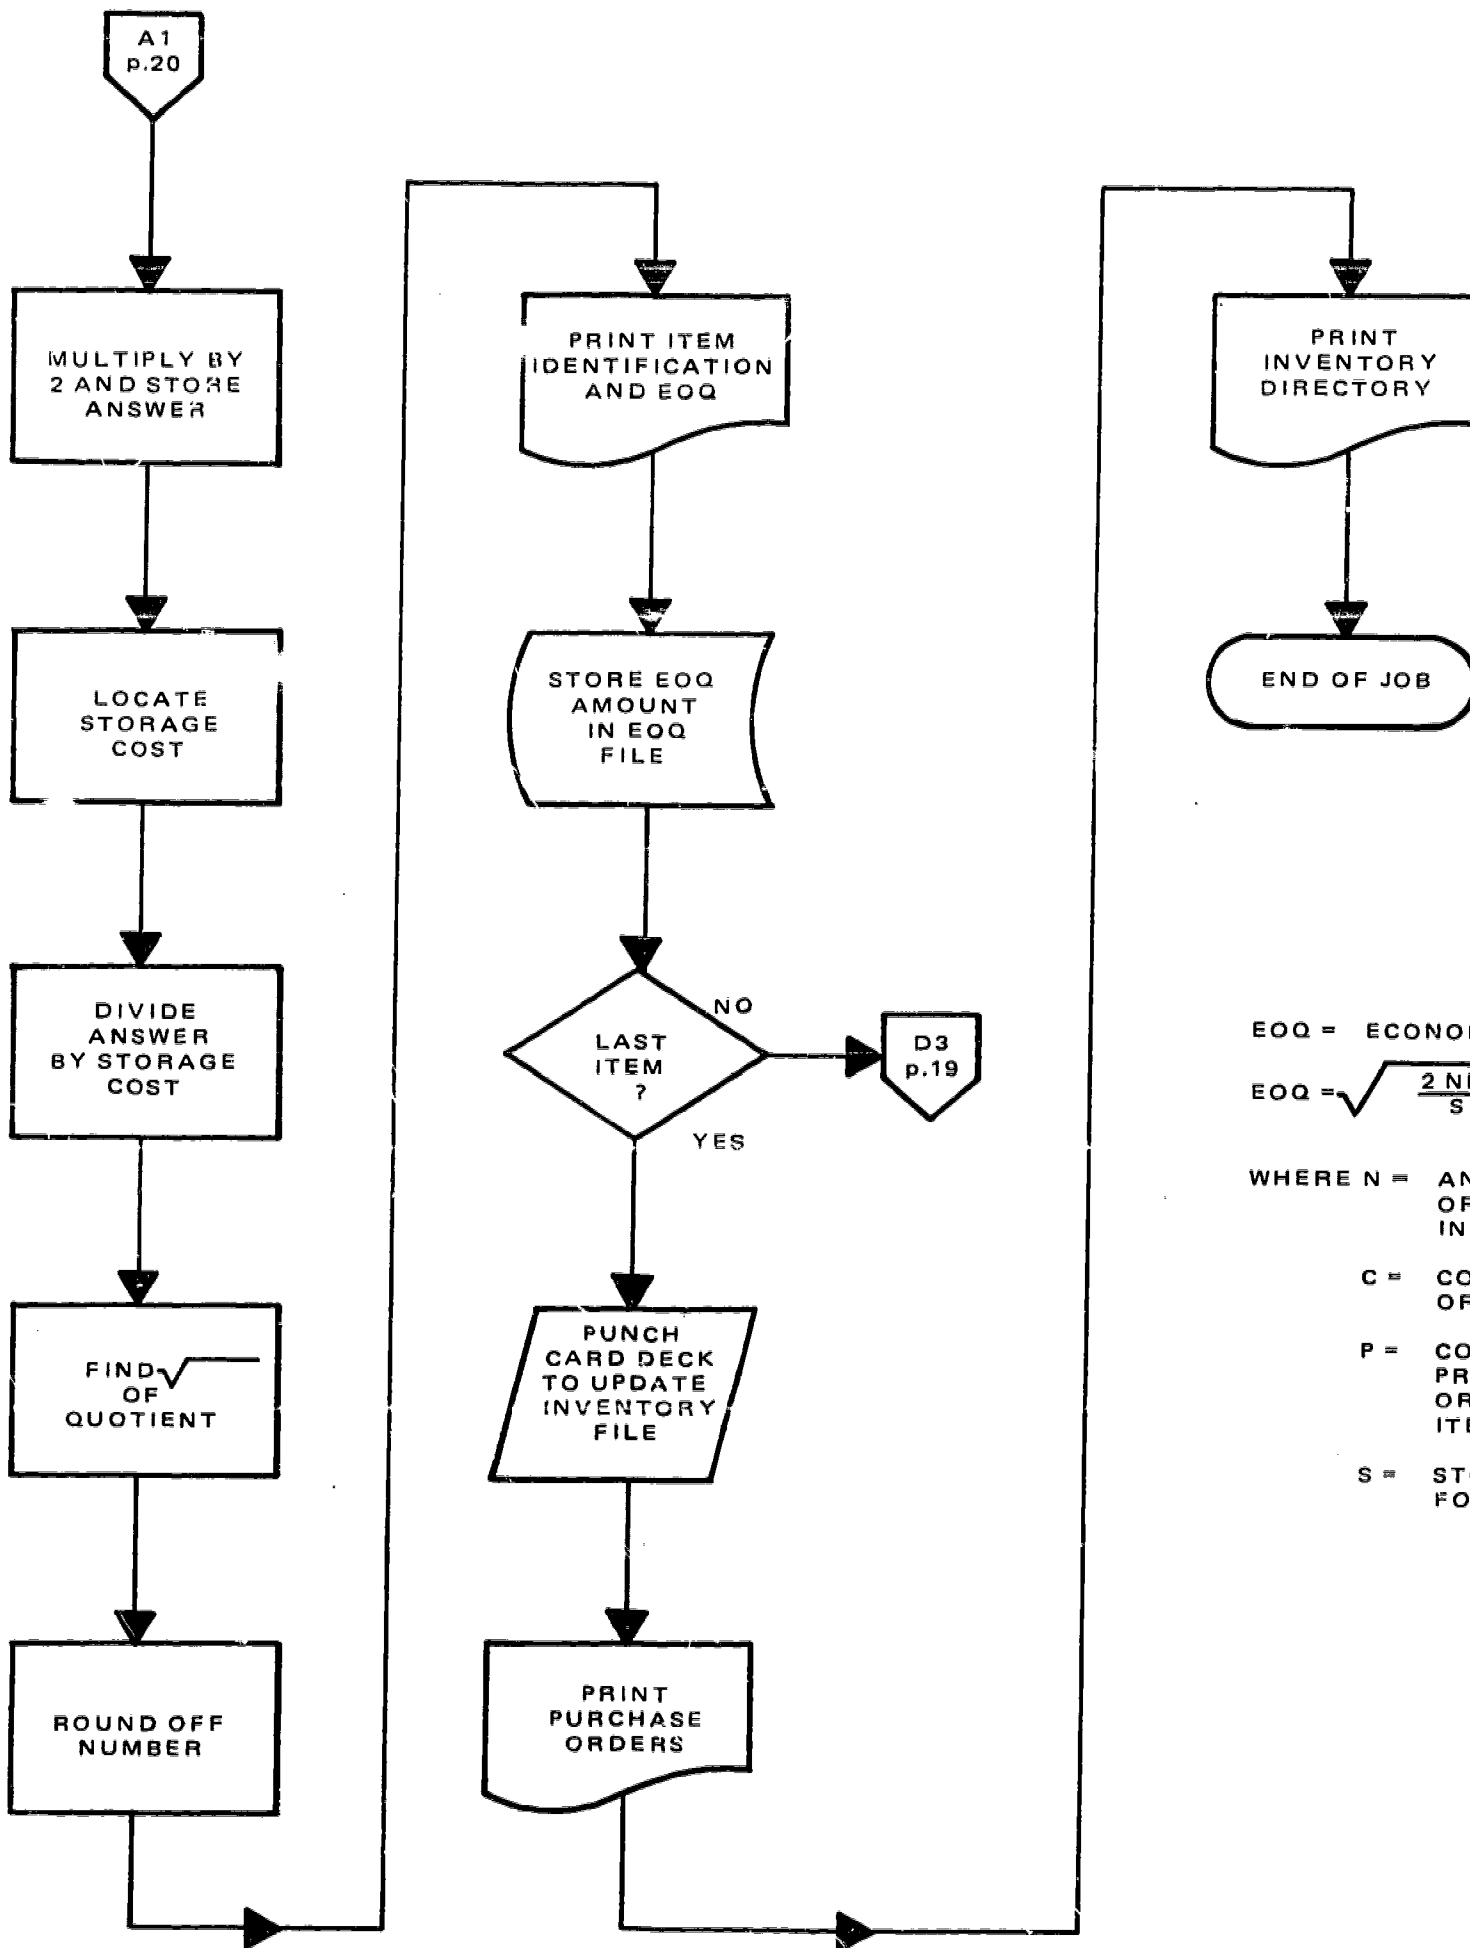 A1
p.20
MULTIPLY BY
2 AND STORE
ANSWER
LOCATE
STORAGE
COST
DIVIDE
ANSWER
BY STORAGE
COST
FIND √
OF
QUOTIENT
ROUND OFF
NUMBER
PRINT ITEM
IDENTIFICATION
AND EOQ
STORE EOQ
AMOUNT
IN EOQ
FILE
LAST
ITEM
?
NO
D3
p.19
YES
PUNCH
CARD DECK
TO UPDATE
INVENTORY
FILE
PRINT
PURCHASE
ORDERS
PRINT
INVENTORY
DIRECTORY
END OF JOB
EOQ =
EOQ = √ 2
S
WHERE N =
IN
C =
P =
S =